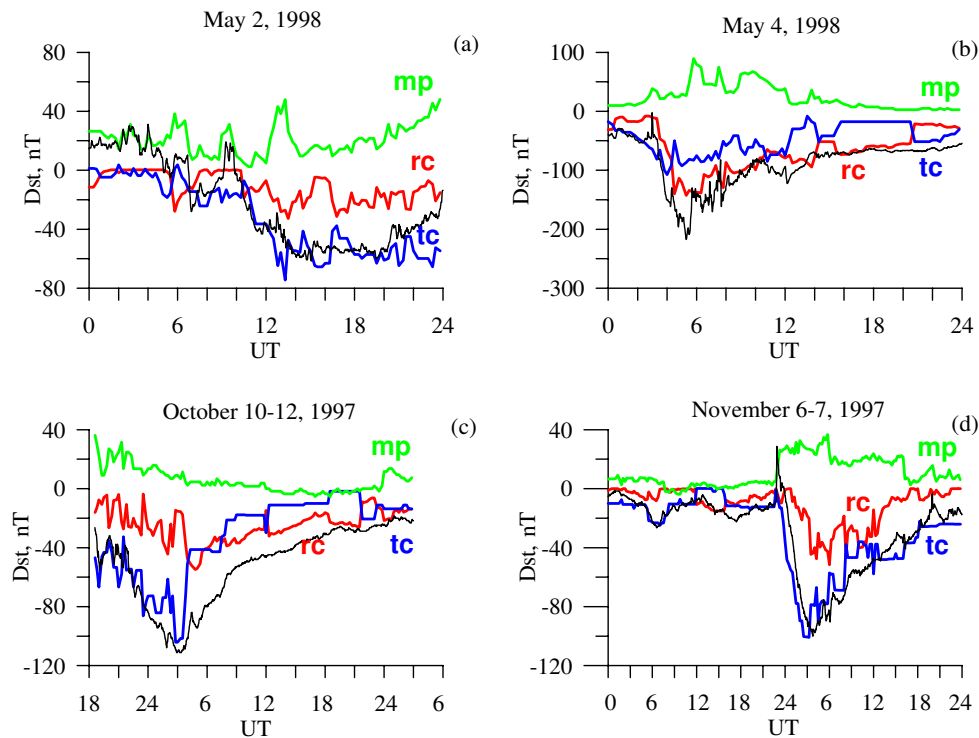 May 2, 1998
(a)
80
40
0
-40
-80
Dst, nT
mp
rc
tc
0 6 12 18 24
UT
May 4, 1998
(b)
100
0
-100
-200
-300
Dst, nT
mp
rc
tc
0 6 12 18 24
UT
October 10-12, 1997
(c)
40
0
-40
-80
-120
Dst, nT
mp
rc
tc
18 24 6 12 18 24 6
UT
November 6-7, 1997
(d)
40
0
-40
-80
-120
Dst, nT
mp
rc
tc
0 6 12 18 24 6 12 18 24
UT